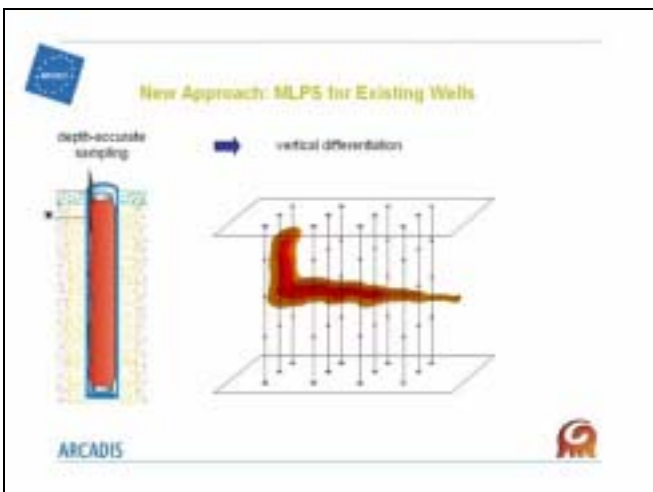 New Approach: MLPS for Existing Wells
depth-accurate
sampling
vertical differentiation
ARCADIS